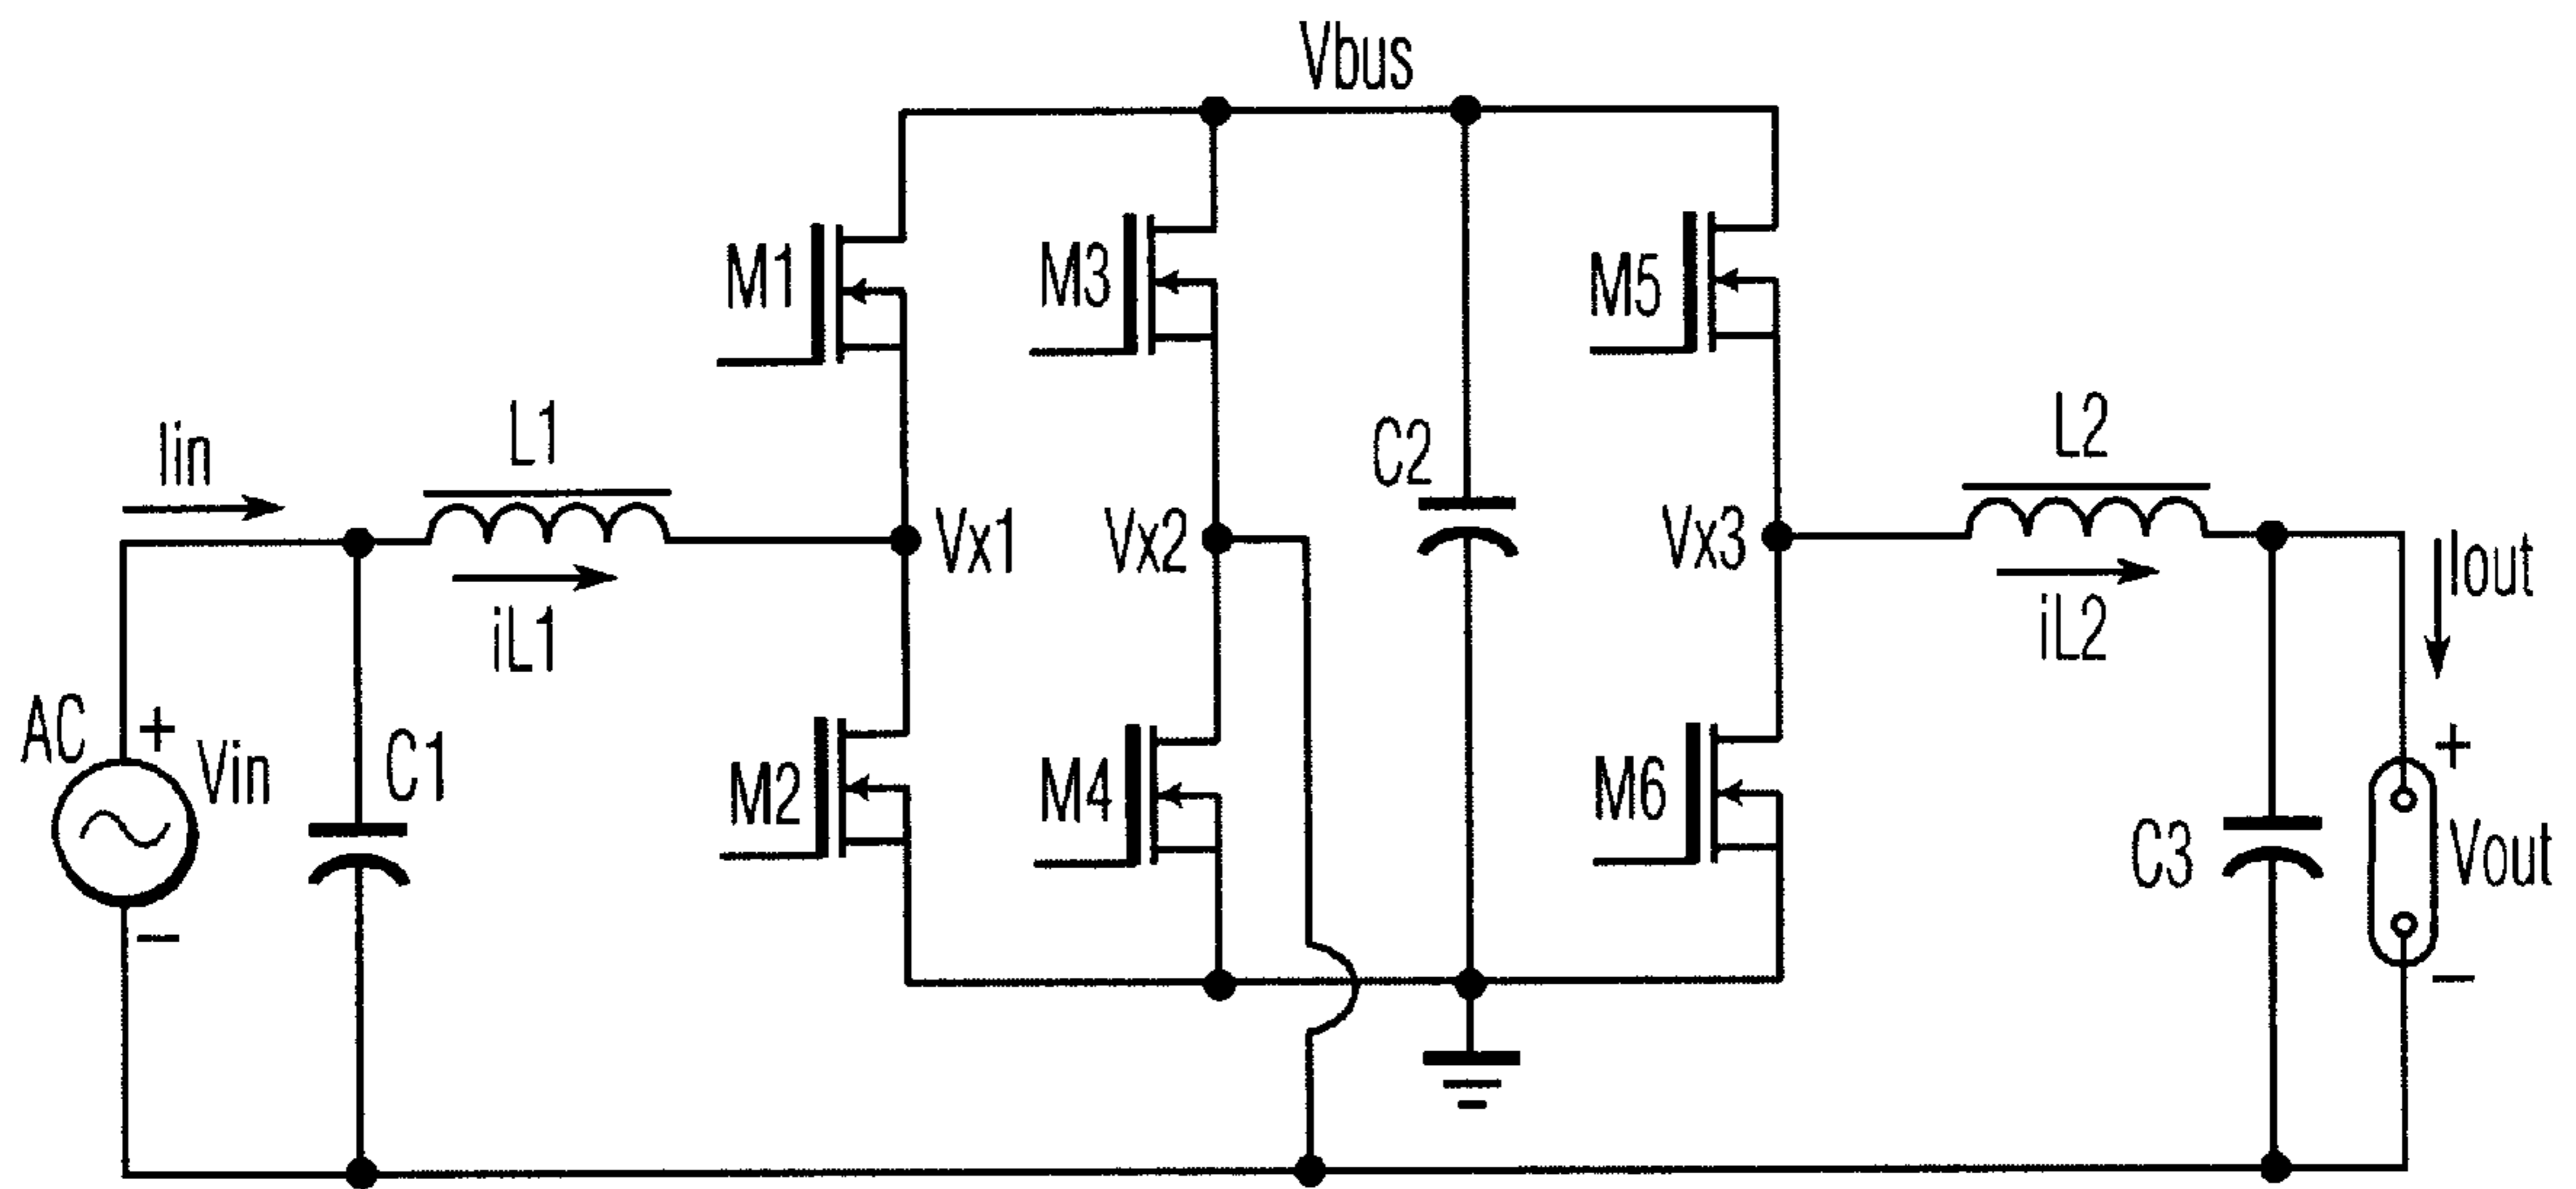 Vbus
M1
M3
M5
Iin
L1
C2
L2
Vx1
Vx2
Vx3
Iout
iL1
iL2
AC
+
Vin
C1
M2
M4
M6
+
C3
Vout
−
−